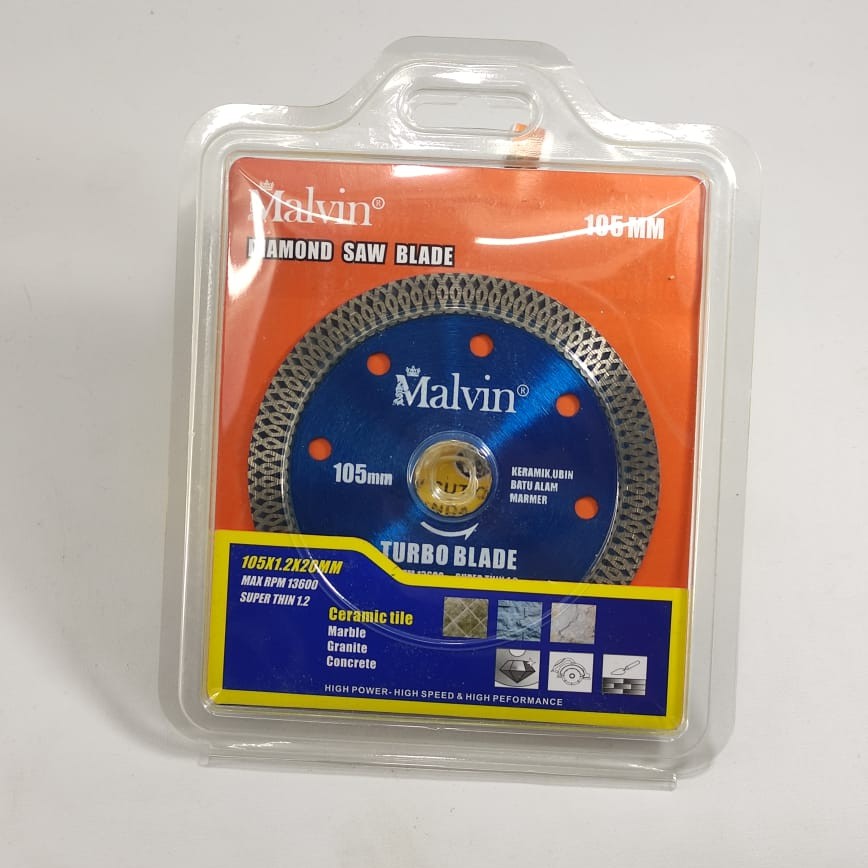 Malvin®
DIAMOND SAW BLADE
105 MM
Malvin®
105mm
KERAMIK, UBIN
BATU ALAM
MARMER
TURBO BLADE
105X1.2X20MM
MAX RPM 13600
SUPER THIN 1.2
Ceramic tile
Marble
Granite
Concrete
HIGH POWER- HIGH SPEED & HIGH PEFORMANCE